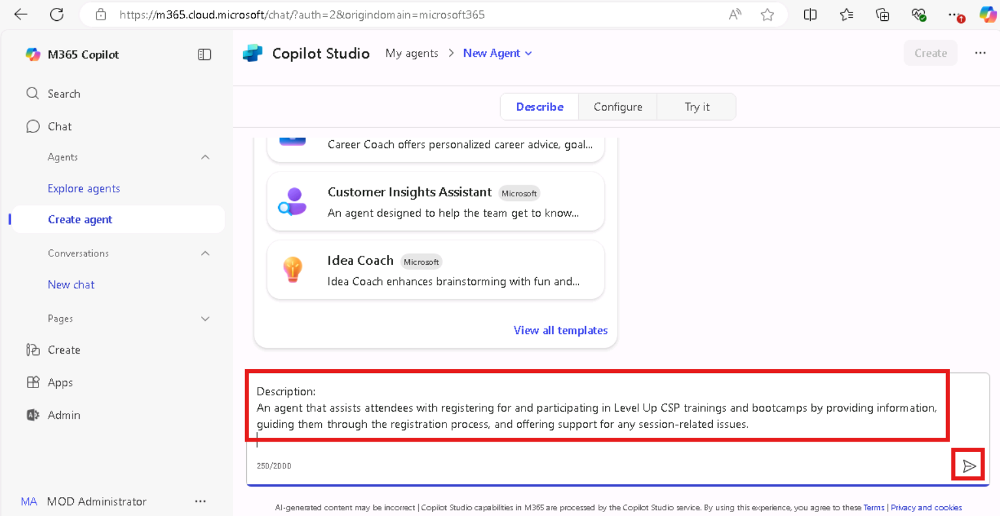 https://m365.cloud.microsoft/chat/?auth=2&origindomain=microsoft365
M365 Copilot
Search
Chat
Agents
Explore agents
Create agent
Conversations
New chat
Pages
Create
Apps
Admin
MA MOD Administrator
Copilot Studio My agents > New Agent
Create
Describe Configure Try it
Career Coach offers personalized career advice, goal...
Customer Insights Assistant Microsoft
An agent designed to help the team get to know...
Idea Coach Microsoft
Idea Coach enhances brainstorming with fun and...
View all templates
Description:
An agent that assists attendees with registering for and participating in Level Up CSP trainings and bootcamps by providing information,
guiding them through the registration process, and offering support for any session-related issues.
250/2000
AI-generated content may be incorrect | Copilot Studio capabilities in M365 are processed by the Copilot Studio service. By using this experience, you agree to these Terms | Privacy and cookies